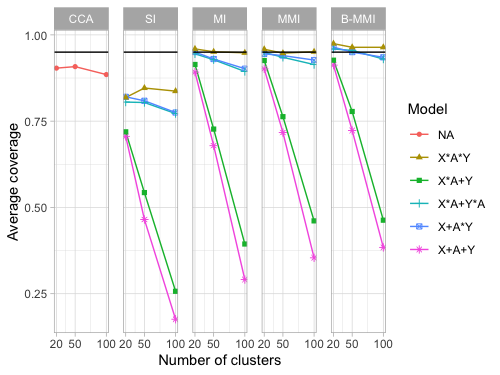 CCA SI MI MMI B-MMI
1.00
0.75
0.50
0.25
Average coverage
20 50 100 20 50 100 20 50 100 20 50 100 20 50 100
Number of clusters
Model
NA
X*A*Y
X*A+Y
X*A+Y*A
X+A*Y
X+A+Y